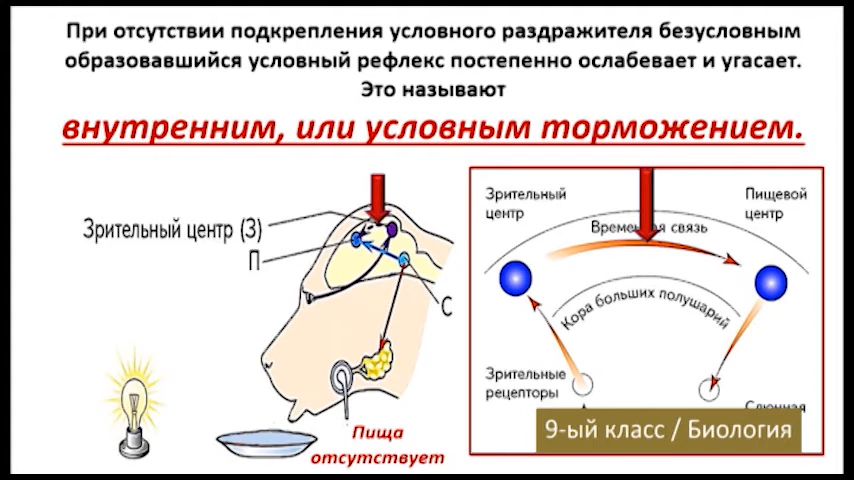 При отсутствии подкрепления условного раздражителя безусловным
образовавшийся условный рефлекс постепенно ослабевает и угасает.
Это называют
внутренним, или условным торможением.
Зрительный центр (З)
П
С
Пища
отсутствует
Зрительный
центр
Пищевой
центр
связь
Кора больших полушарий
Зрительные
рецепторы
9-ый класс / Биология